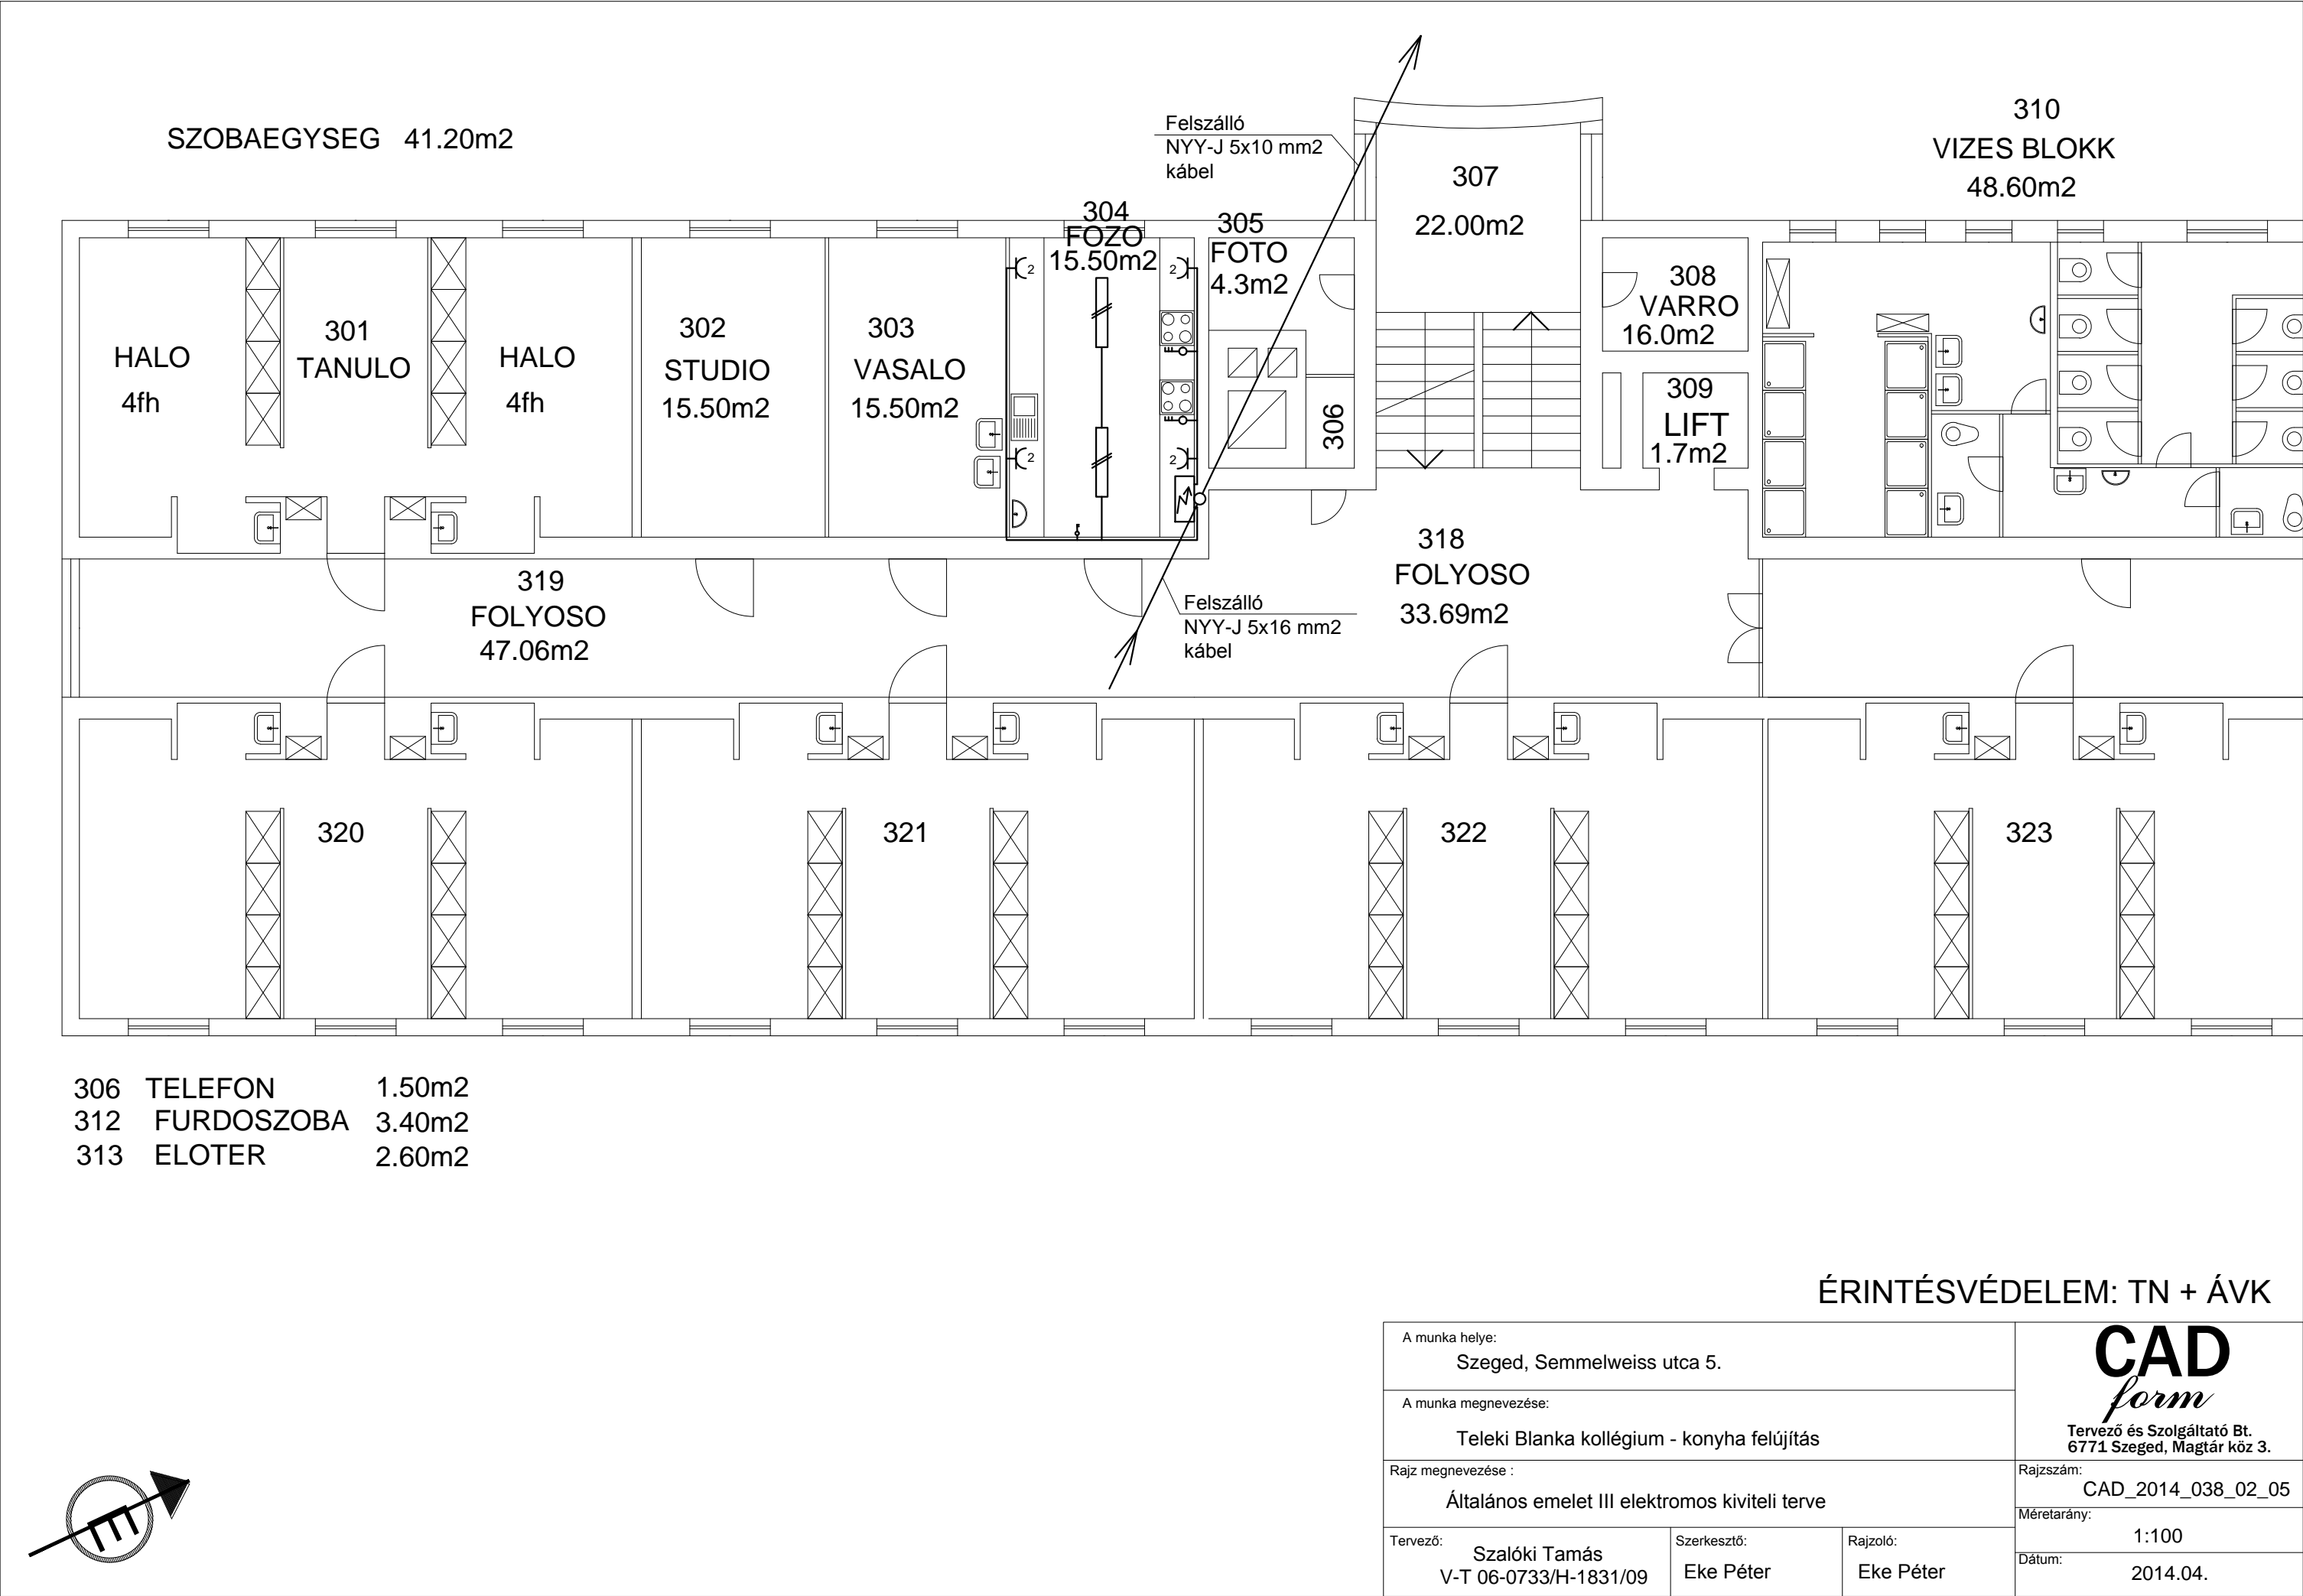 SZOBAEGYSEG 41.20m2
Felszálló
NYY-J 5x10 mm2
kábel
310
VIZES BLOKK
48.60m2
307
22.00m2
304
FOZO
15.50m2
305
FOTO
4.3m2
308
VARRO
16.0m2
HALO
4fh
301
TANULO
HALO
4fh
302
STUDIO
15.50m2
303
VASALO
15.50m2
2
2
2
2
306
309
LIFT
1.7m2
318
FOLYOSO
33.69m2
319
FOLYOSO
47.06m2
Felszálló
NYY-J 5x16 mm2
kábel
320
321
322
323
306 TELEFON 1.50m2
312 FURDOSZOBA 3.40m2
313 ELOTER 2.60m2
ÉRINTÉSVÉDELEM: TN + ÁVK
A munka helye:
Szeged, Semmelweiss utca 5.
A munka megnevezése:
Teleki Blanka kollégium - konyha felújítás
Rajz megnevezése :
Általános emelet III elektromos kiviteli terve
Tervező:
Szalóki Tamás
V-T 06-0733/H-1831/09
Szerkesztő:
Eke Péter
Rajzoló:
Eke Péter
CAD
form
Tervező és Szolgáltató Bt.
6771 Szeged, Magtár köz 3.
Rajzszám:
CAD_2014_038_02_05
Méretarány:
1:100
Dátum:
2014.04.
É